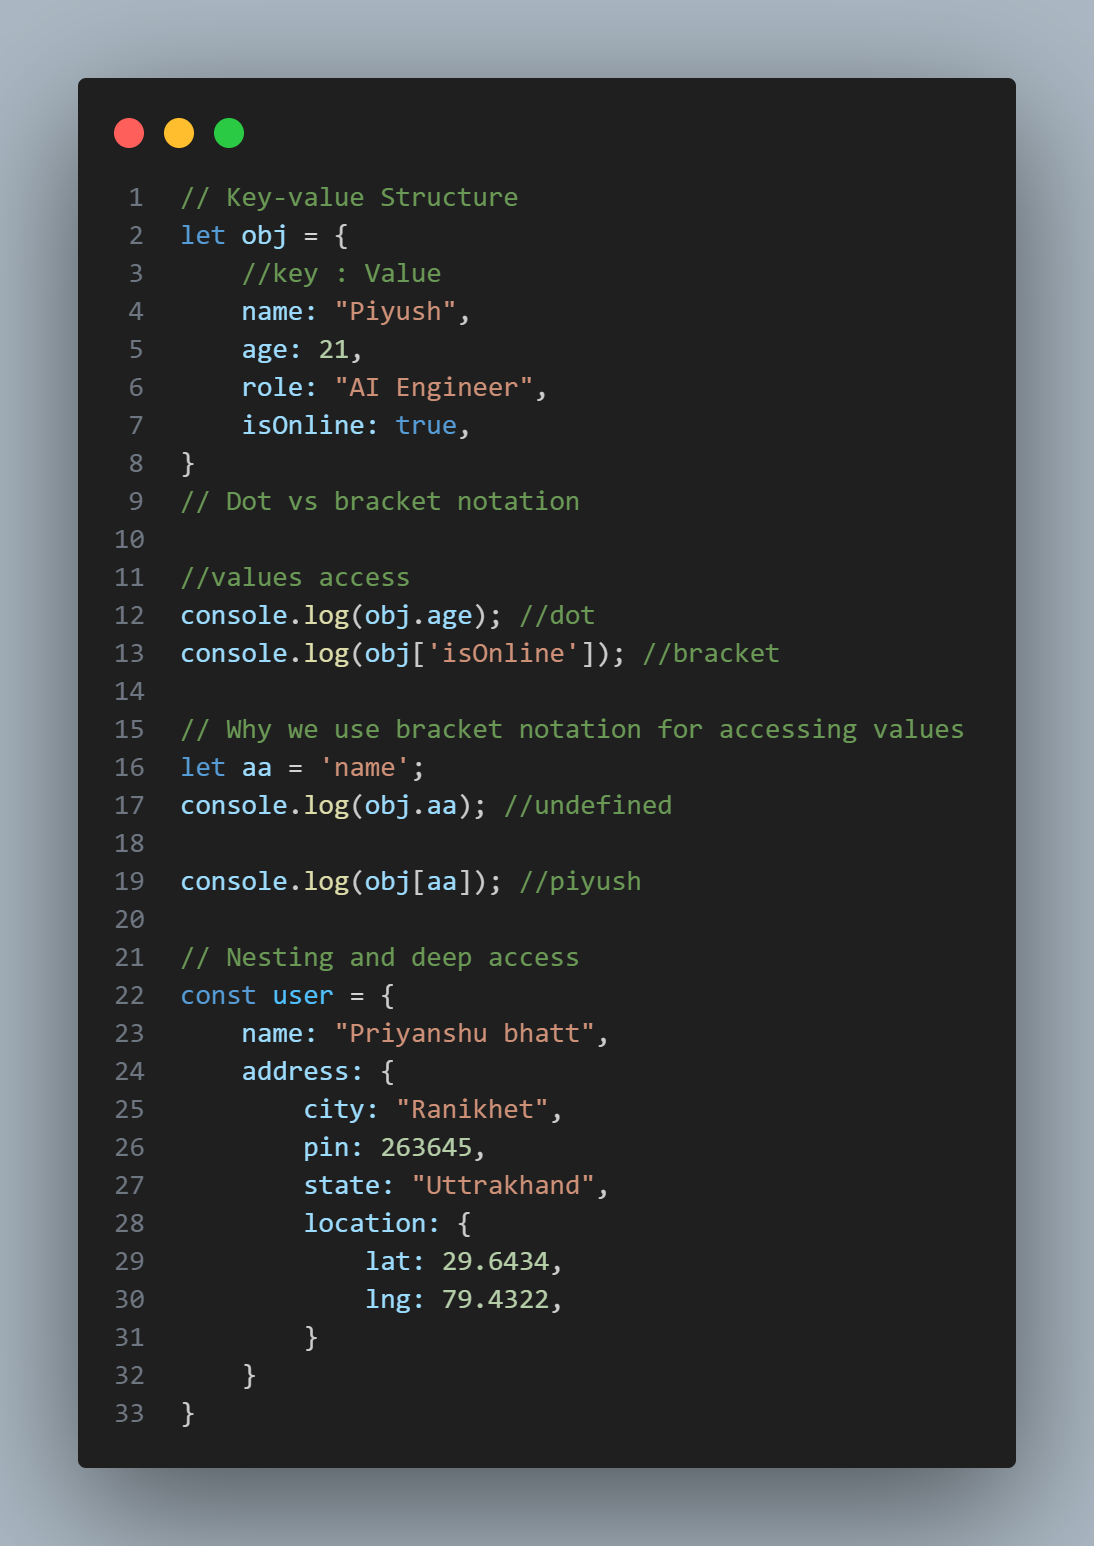 1 // Key-value Structure
2 let obj = {
3     //key : Value
4     name: "Piyush",
5     age: 21,
6     role: "AI Engineer",
7     isOnline: true,
8 }
9 // Dot vs bracket notation
10
11 //values access
12 console.log(obj.age); //dot
13 console.log(obj['isOnline']); //bracket
14
15 // Why we use bracket notation for accessing values
16 let aa = 'name';
17 console.log(obj.aa); //undefined
18
19 console.log(obj[aa]); //piyush
20
21 // Nesting and deep access
22 const user = {
23     name: "Priyanshu bhatt",
24     address: {
25         city: "Ranikhet",
26         pin: 263645,
27         state: "Uttrakhand",
28         location: {
29             lat: 29.6434,
30             lng: 79.4322,
31         }
32     }
33 }